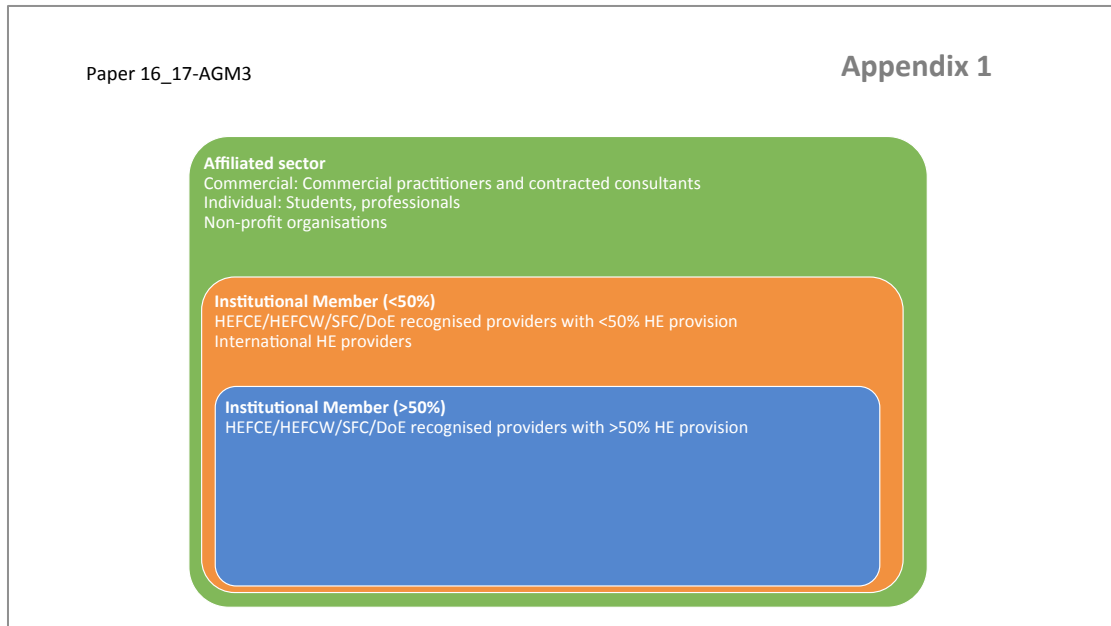 Paper 16_17-AGM3
Appendix 1
Affiliated sector
Commercial: Commercial practitioners and contracted consultants
Individual: Students, professionals
Non-profit organisations
Institutional Member (<50%)
HEFCE/HEFCW/SFC/DoE recognised providers with <50% HE provision
International HE providers
Institutional Member (>50%)
HEFCE/HEFCW/SFC/DoE recognised providers with >50% HE provision